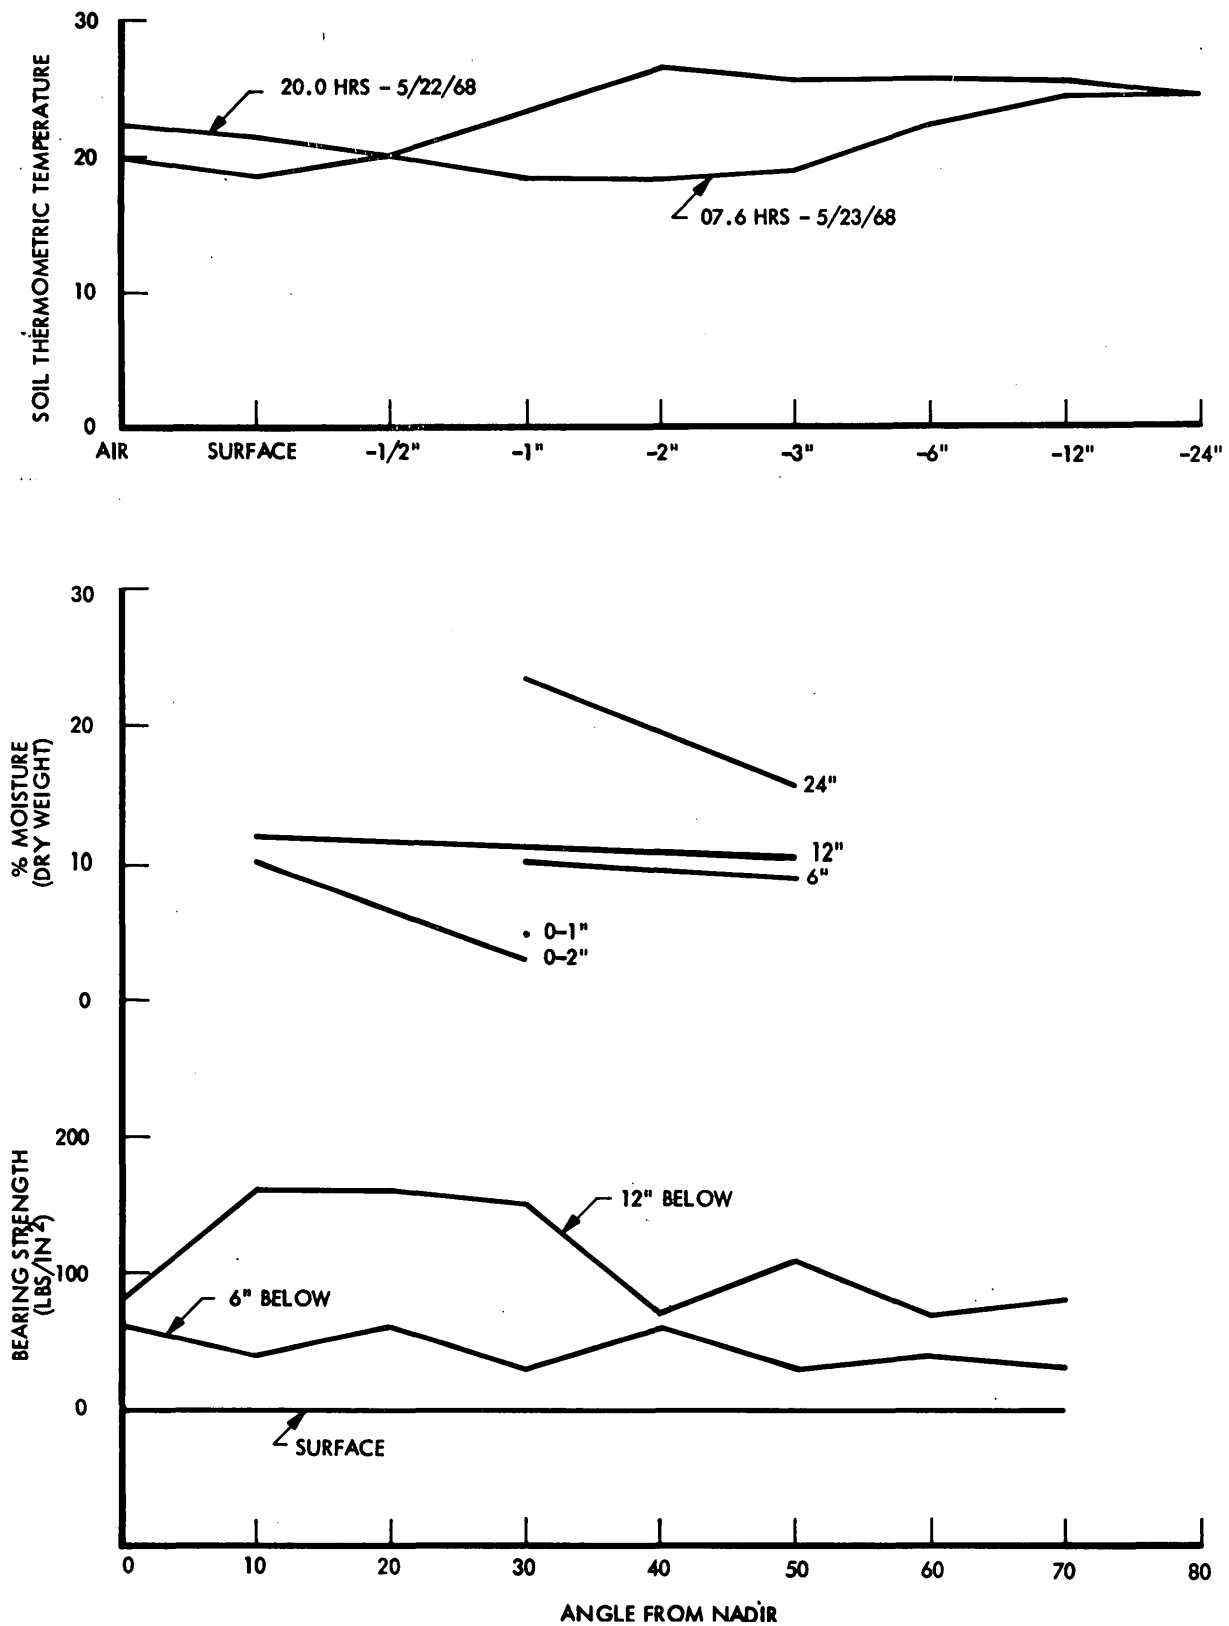 30
20.0 HRS - 5/22/68
20
07.6 HRS - 5/23/68
10
0
SOIL THERMOMETRIC TEMPERATURE
AIR SURFACE -1/2" -1" -2" -3" -6" -12" -24"
30
20
24"
% MOISTURE
(DRY WEIGHT)
12"
10
6"
0-1"
0-2"
0
200
12" BELOW
BEARING STRENGTH
(LBS/IN2)
100
6" BELOW
0
SURFACE
0 10 20 30 40 50 60 70 80
ANGLE FROM NADIR